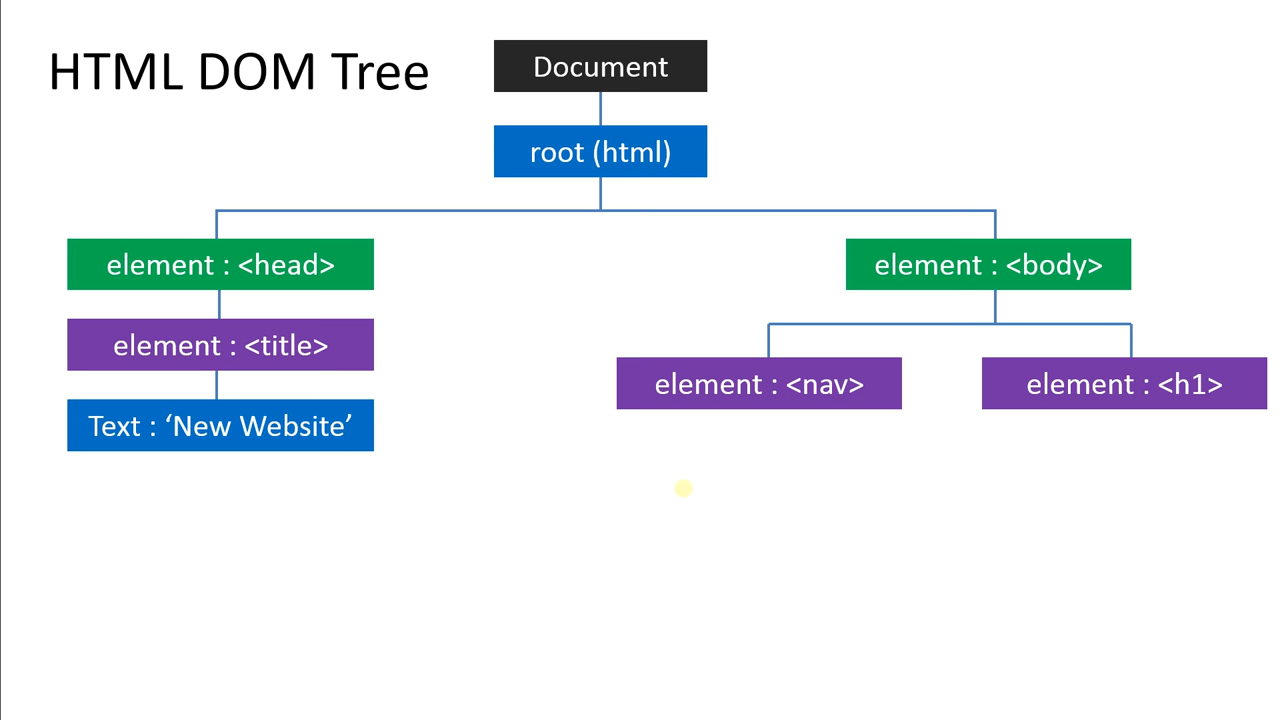 HTML DOM Tree
Document
root (html)
element : <head>
element : <body>
element : <title>
element : <nav>
element : <h1>
Text : ‘New Website’